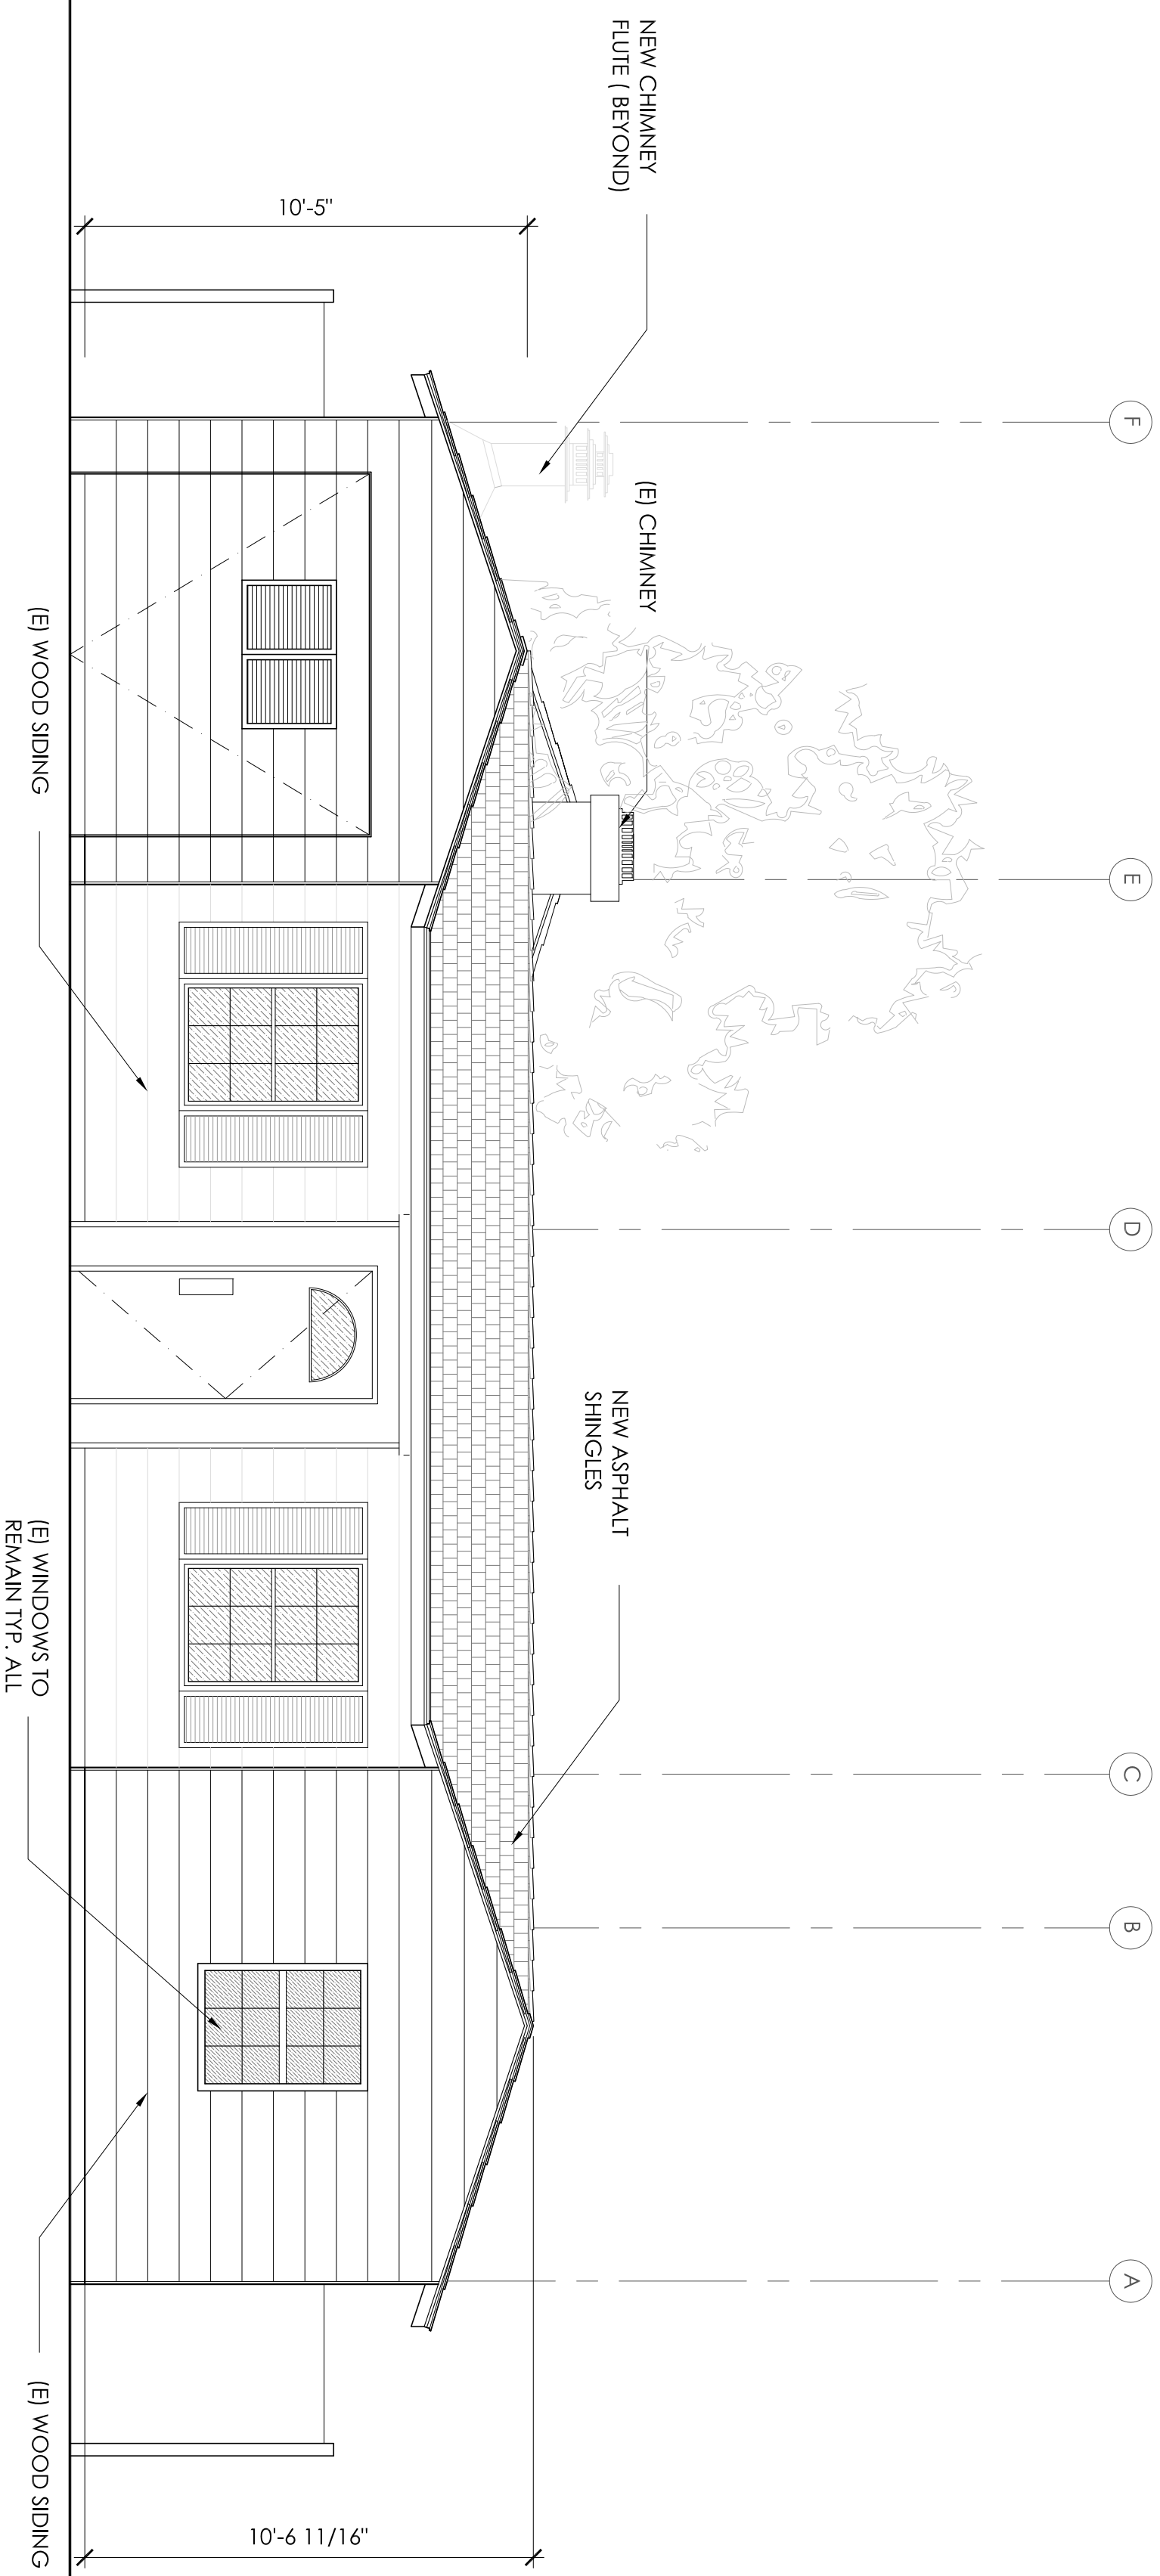 F
E
D
C
B
A
NEW CHIMNEY
FLUTE ( BEYOND)
(E) CHIMNEY
NEW ASPHALT
SHINGLES
10'-5"
10'-6 11/16"
(E) WOOD SIDING
(E) WINDOWS TO
REMAIN TYP. ALL
(E) WOOD SIDING